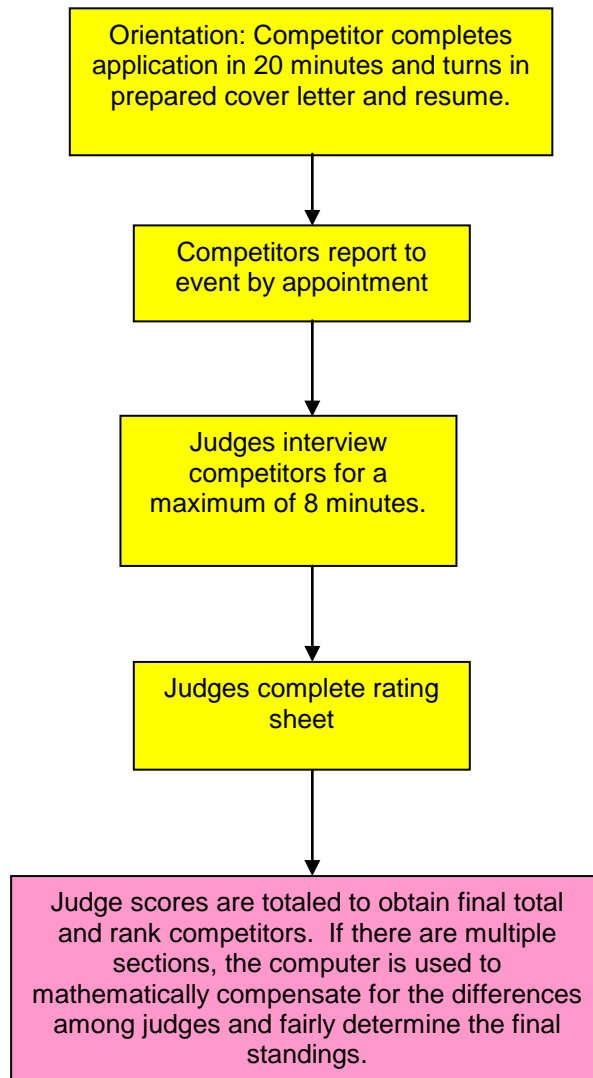 Orientation: Competitor completes
application in 20 minutes and turns in
prepared cover letter and resume.
Competitors report to
event by appointment
Judges interview
competitors for a
maximum of 8 minutes.
Judges complete rating
sheet
Judge scores are totaled to obtain final total
and rank competitors.  If there are multiple
sections, the computer is used to
mathematically compensate for the differences
among judges and fairly determine the final
standings.